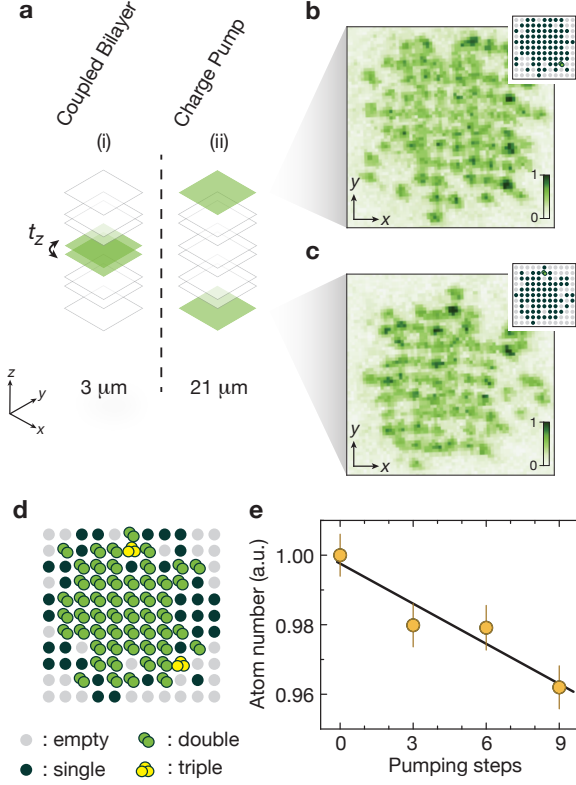 a
Coupled Bilayer
Charge Pump
(i)
(ii)
t_z
3 μm
21 μm
z
y
x
b
y
x
1
0
c
y
x
1
0
d
: empty
: double
: single
: triple
e
Atom number (a.u.)
1.00
0.98
0.96
0
3
6
9
Pumping steps